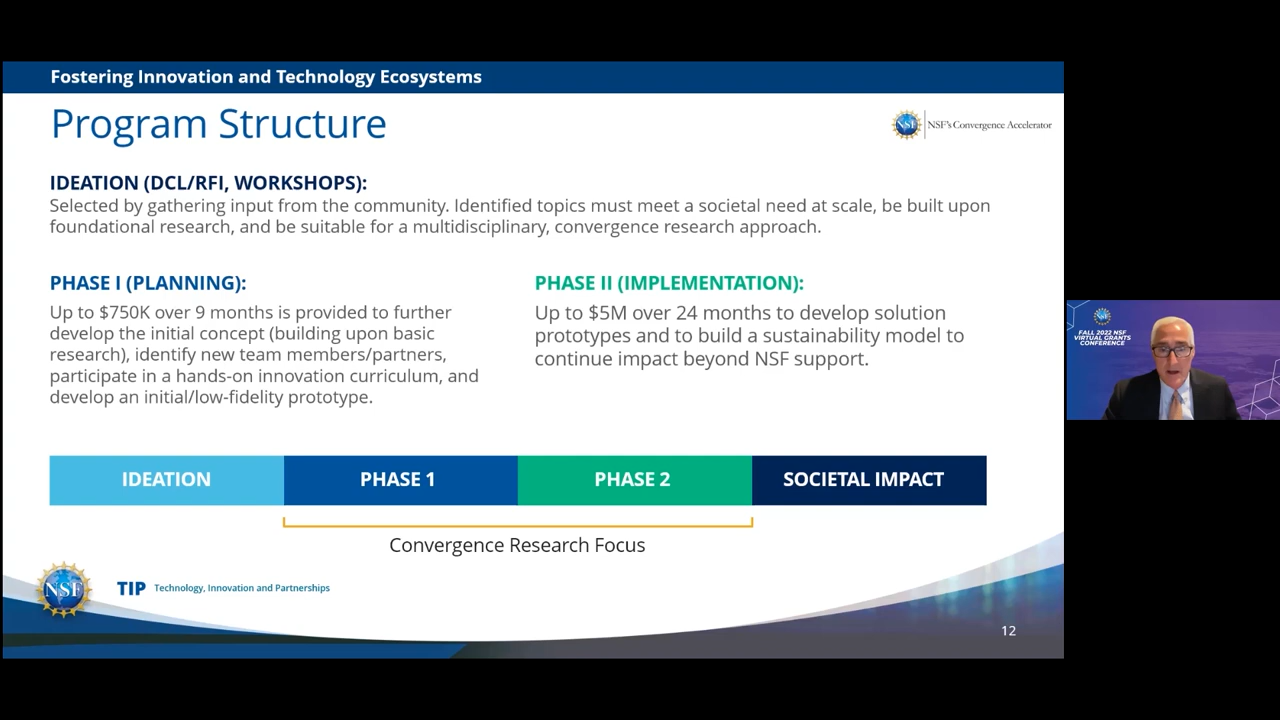 Fostering Innovation and Technology Ecosystems
Program Structure
NSF
NSF's Convergence Accelerator
IDEATION (DCL/RFI, WORKSHOPS):
Selected by gathering input from the community. Identified topics must meet a societal need at scale, be built upon
foundational research, and be suitable for a multidisciplinary, convergence research approach.
PHASE I (PLANNING):
Up to $750K over 9 months is provided to further
develop the initial concept (building upon basic
research), identify new team members/partners,
participate in a hands-on innovation curriculum, and
develop an initial/low-fidelity prototype.
PHASE II (IMPLEMENTATION):
Up to $5M over 24 months to develop solution
prototypes and to build a sustainability model to
continue impact beyond NSF support.
IDEATION
PHASE 1
PHASE 2
SOCIETAL IMPACT
Convergence Research Focus
NSF
TIP Technology, Innovation and Partnerships
12
NSF
FALL 2022 NSF
VIRTUAL GRANTS
CONFERENCE